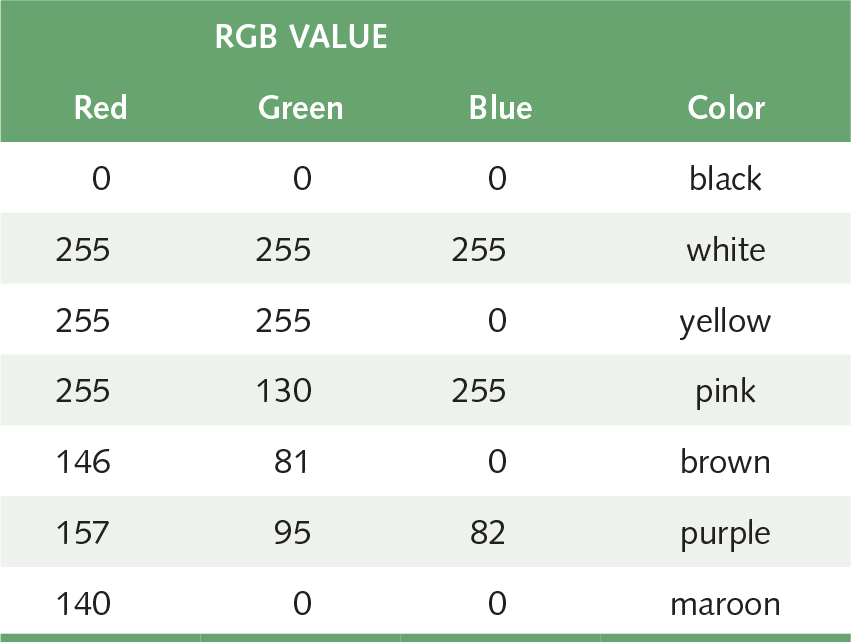 RGB VALUE
Red Green Blue Color
0 0 0 black
255 255 255 white
255 255 0 yellow
255 130 255 pink
146 81 0 brown
157 95 82 purple
140 0 0 maroon